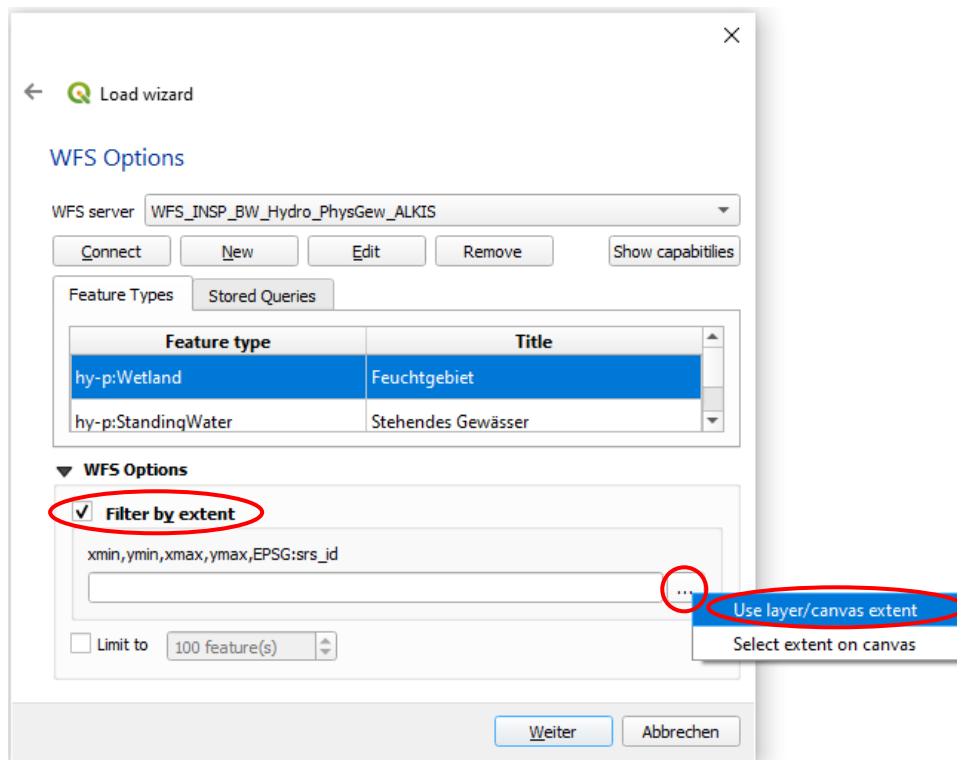 Load wizard
WFS Options
WFS server WFS_INSP_BW_Hydro_PhysGew_ALKIS
Connect New Edit Remove Show capabitilies
Feature Types Stored Queries
Feature type Title
hy-p:Wetland Feuchtgebiet
hy-p:StandingWater Stehendes Gewässer
WFS Options
Filter by extent
xmin,ymin,xmax,ymax,EPSG:srs_id
...
Use layer/canvas extent
Limit to 100 feature(s)
Select extent on canvas
Weiter Abbrechen